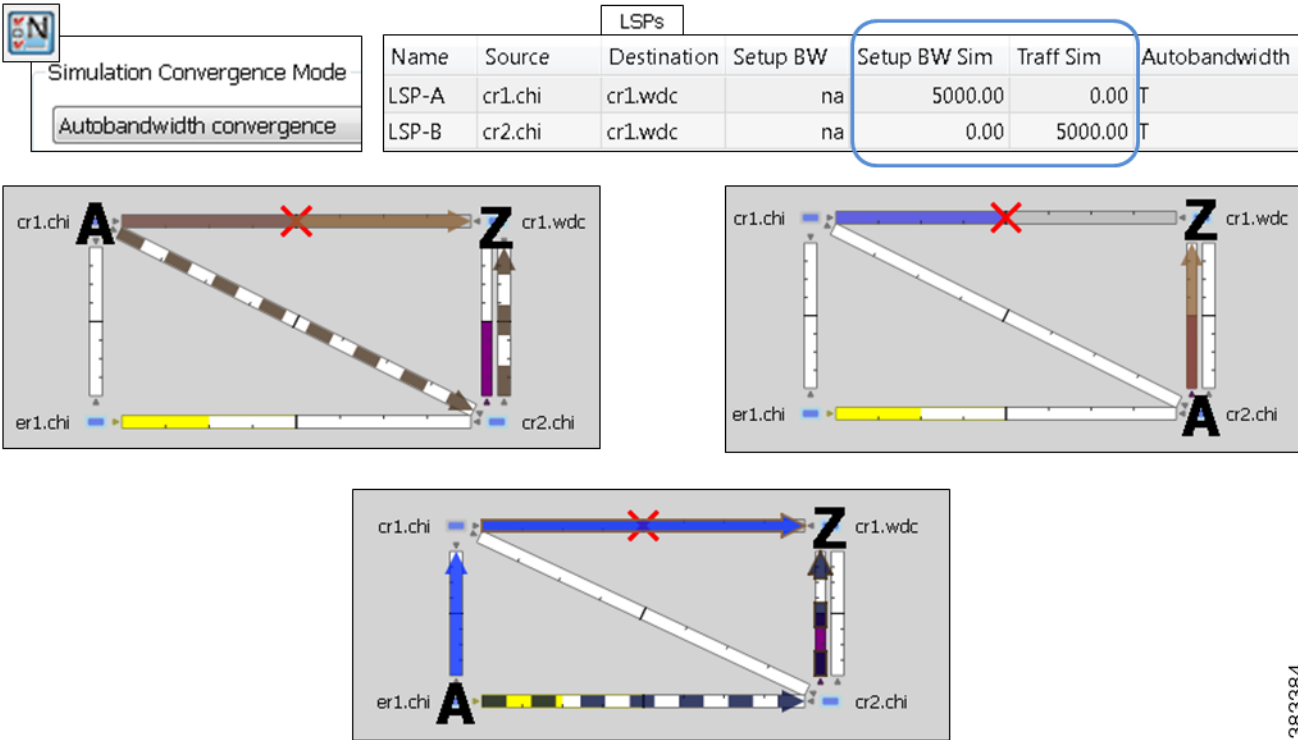 N
Simulation Convergence Mode
Autobandwidth convergence
LSPs
Name Source Destination Setup BW Setup BW Sim Traff Sim Autobandwidth
LSP-A cr1.chi cr1.wdc na 5000.00 0.00 T
LSP-B cr2.chi cr1.wdc na 0.00 5000.00 T
cr1.chi A Z cr1.wdc
er1.chi cr2.chi
cr1.chi Z cr1.wdc
er1.chi A cr2.chi
cr1.chi Z cr1.wdc
er1.chi A cr2.chi
383384